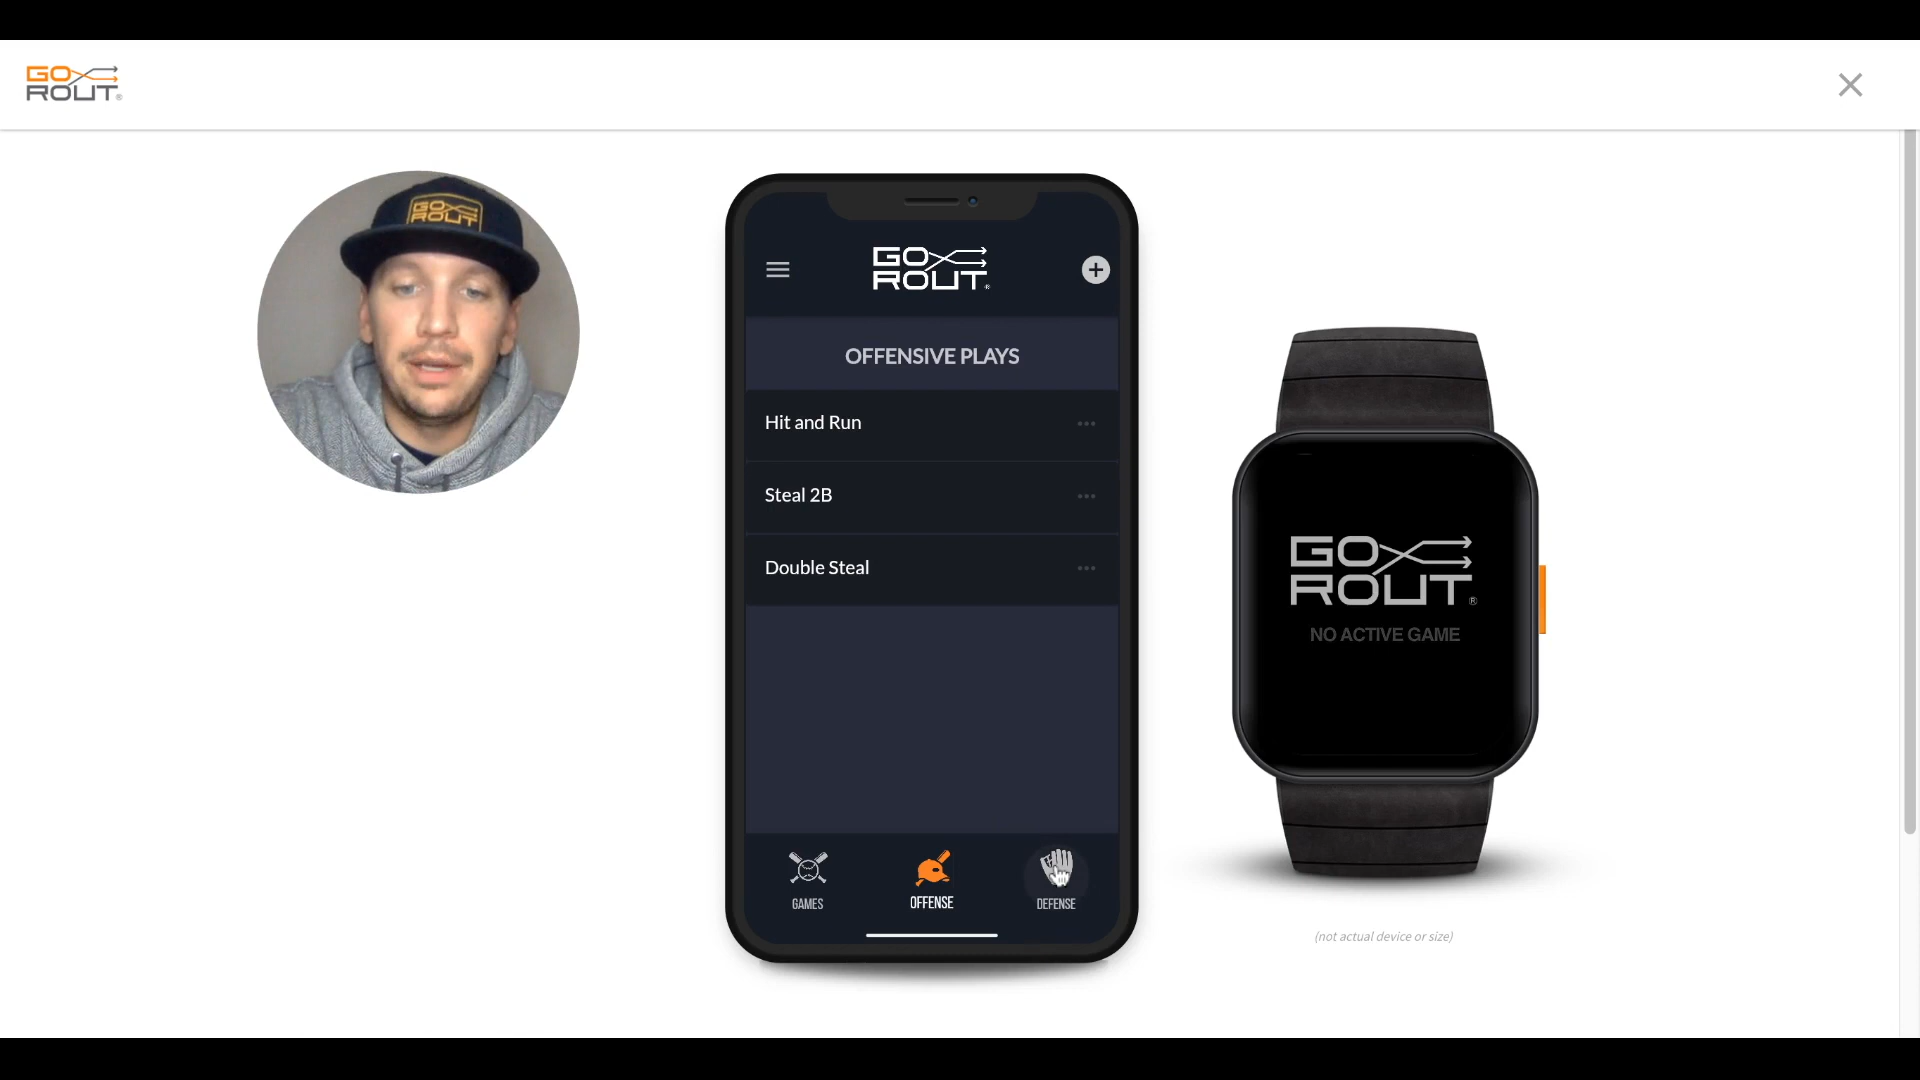 GO
ROUT®
GO
ROUT
GO
ROUT®
OFFENSIVE PLAYS
Hit and Run
Steal 2B
Double Steal
GAMES
OFFENSE
DEFENSE
GO
ROUT®
NO ACTIVE GAME
(not actual device or size)